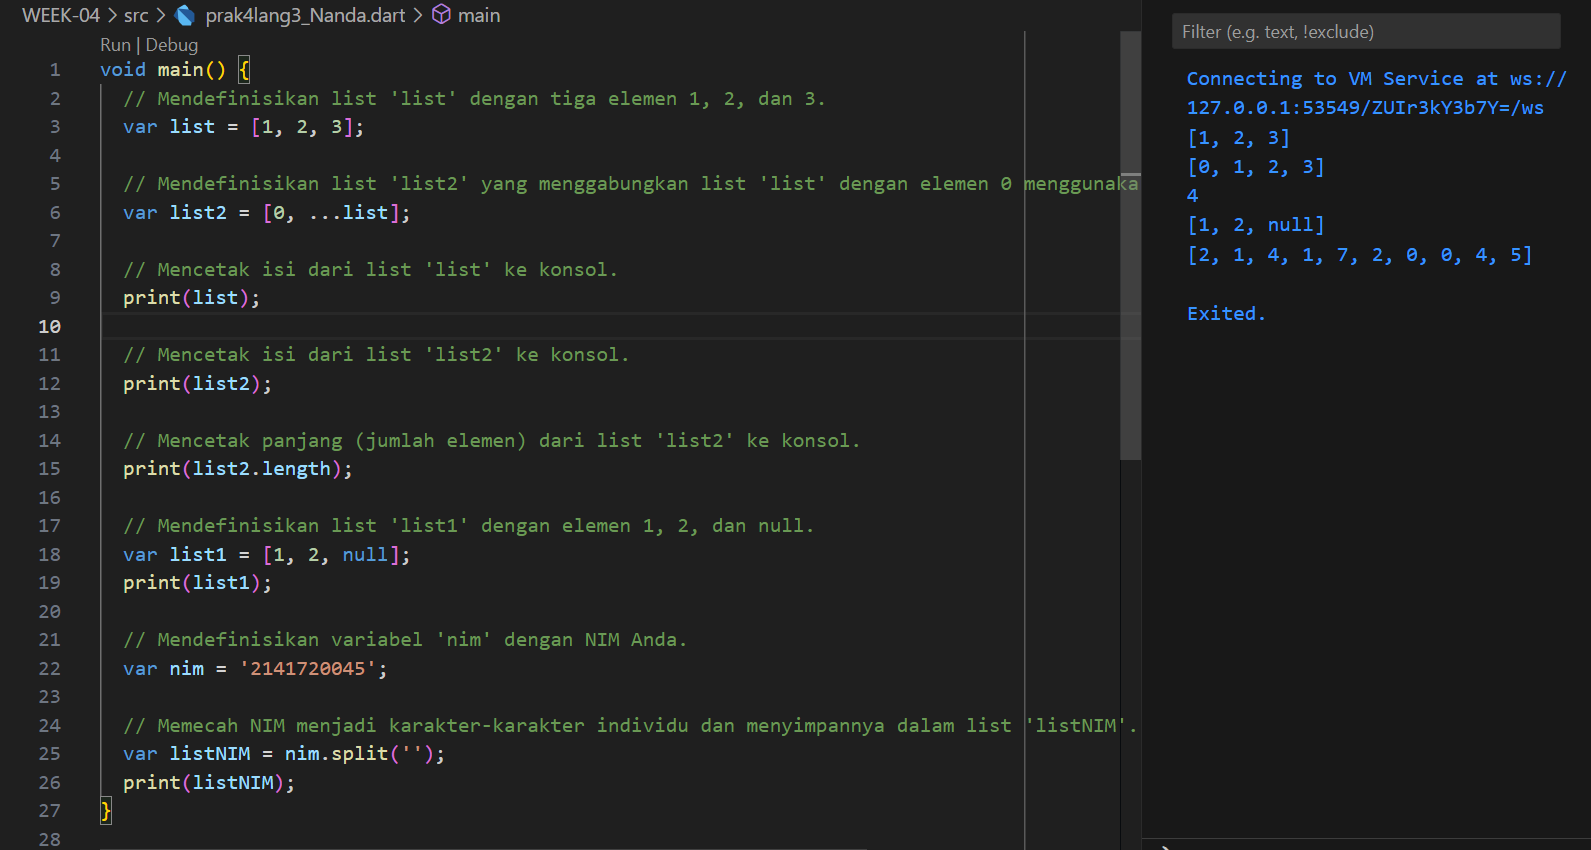 WEEK-04 > src > prak4lang3_Nanda.dart > main
Run | Debug
1 void main() {
2 // Mendefinisikan list 'list' dengan tiga elemen 1, 2, dan 3.
3 var list = [1, 2, 3];
4
5 // Mendefinisikan list 'list2' yang menggabungkan list 'list' dengan elemen 0 menggunaka
6 var list2 = [0, ...list];
7
8 // Mencetak isi dari list 'list' ke konsol.
9 print(list);
10
11 // Mencetak isi dari list 'list2' ke konsol.
12 print(list2);
13
14 // Mencetak panjang (jumlah elemen) dari list 'list2' ke konsol.
15 print(list2.length);
16
17 // Mendefinisikan list 'list1' dengan elemen 1, 2, dan null.
18 var list1 = [1, 2, null];
19 print(list1);
20
21 // Mendefinisikan variabel 'nim' dengan NIM Anda.
22 var nim = '2141720045';
23
24 // Memecah NIM menjadi karakter-karakter individu dan menyimpannya dalam list 'listNIM'.
25 var listNIM = nim.split('');
26 print(listNIM);
27 }
28
Filter (e.g. text, !exclude)
Connecting to VM Service at ws://
127.0.0.1:53549/ZUIr3kY3b7Y=/ws
[1, 2, 3]
[0, 1, 2, 3]
4
[1, 2, null]
[2, 1, 4, 1, 7, 2, 0, 0, 4, 5]
Exited.